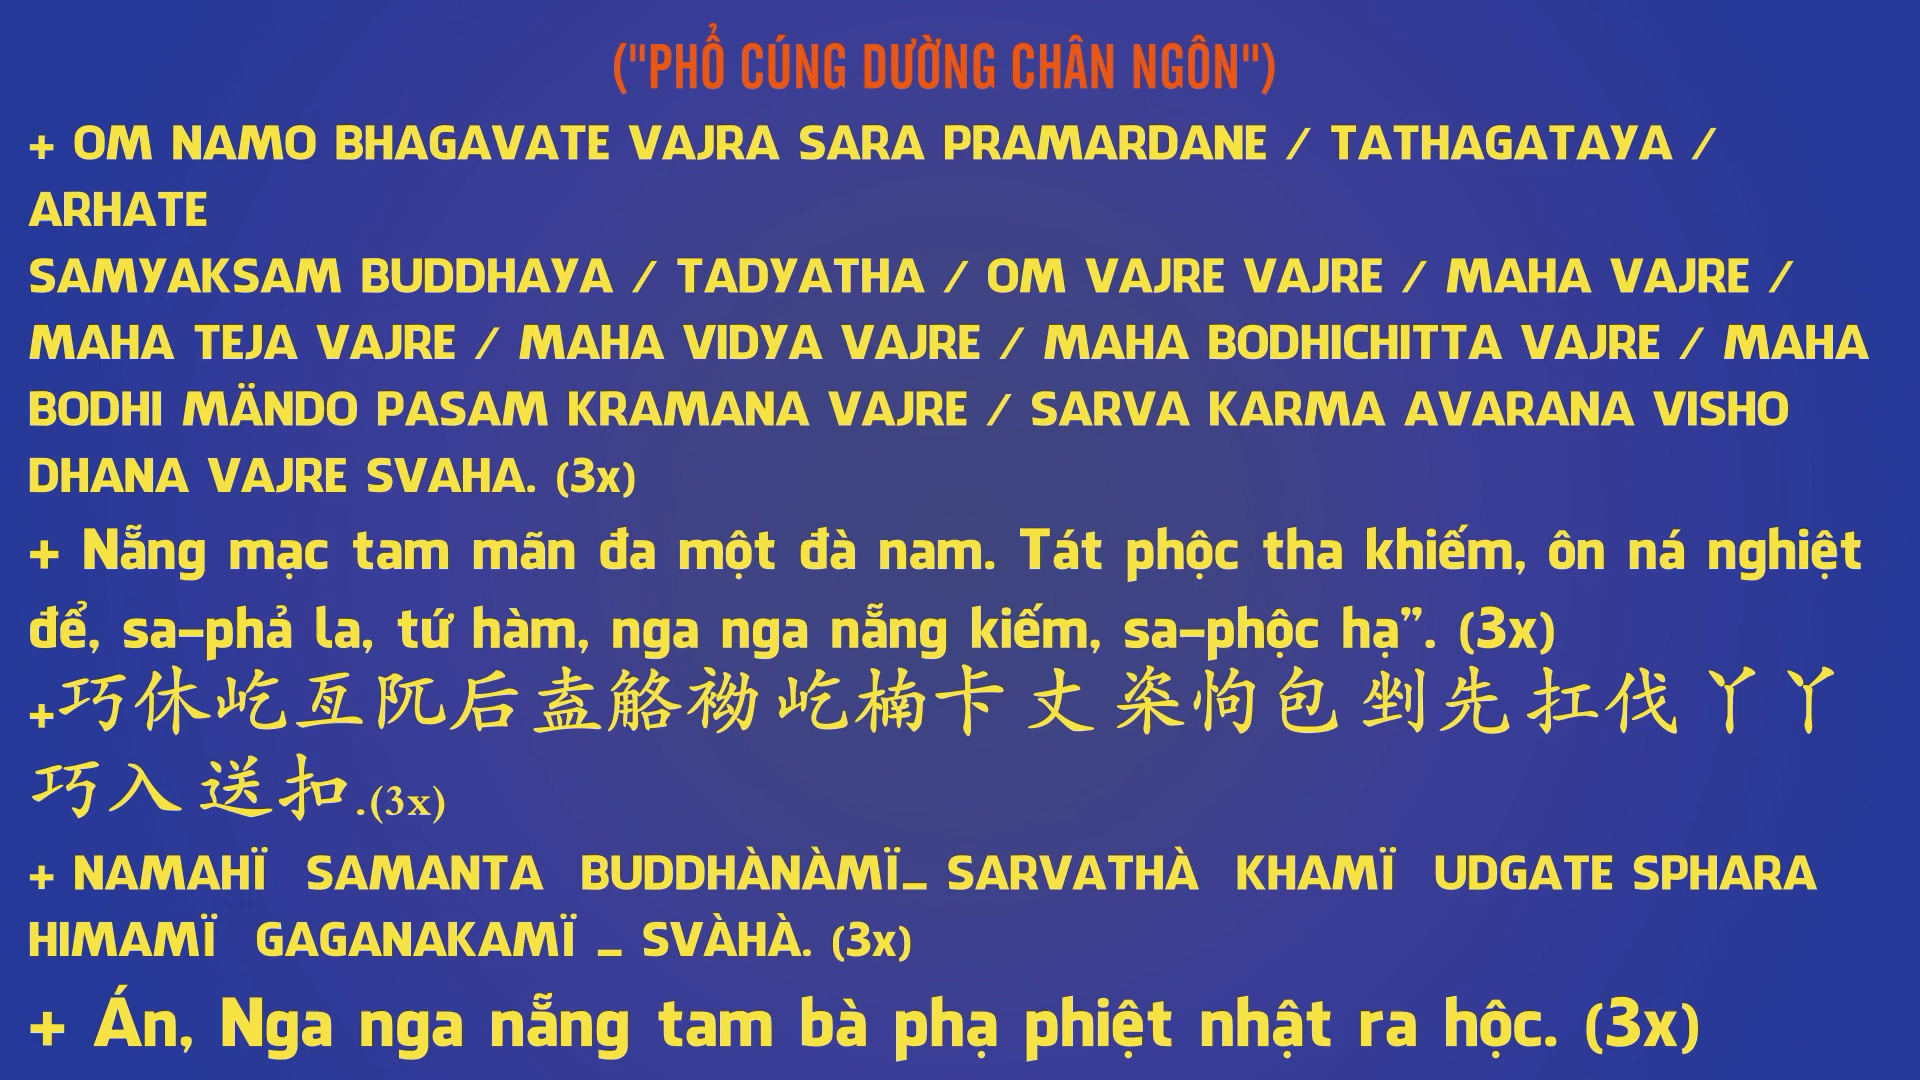 ("PHỔ CÚNG DƯỜNG CHÂN NGÔN")
+ OM NAMO BHAGAVATE VAJRA SARA PRAMARDANE / TATHAGATAYA /
ARHATE
SAMYAKSAM BUDDHAYA / TADYATHA / OM VAJRE VAJRE / MAHA VAJRE /
MAHA TEJA VAJRE / MAHA VIDYA VAJRE / MAHA BODHICHITTA VAJRE / MAHA
BODHI MÄNDO PASAM KRAMANA VAJRE / SARVA KARMA AVARANA VISHO
DHANA VAJRE SVAHA. (3x)
+ Nẵng mạc tam mãn đa một đà nam. Tát phộc tha khiếm, ôn ná nghiệt
để, sa-phả la, tứ hàm, nga nga nẵng kiếm, sa-phộc hạ”. (3x)
+巧休屹亙阢后盍觡袎屹楠卡 丈 粢怐包 剉先 扛伐 丫丫
巧入 送扣.(3x)
+ NAMAHÏ SAMANTA BUDDHÀNÀMÏ_ SARVATHÀ KHAMÏ UDGATE SPHARA
HIMAMÏ GAGANAKAMÏ _ SVÀHÀ. (3x)
+ Án, Nga nga nẵng tam bà phạ phiệt nhật ra hộc. (3x)